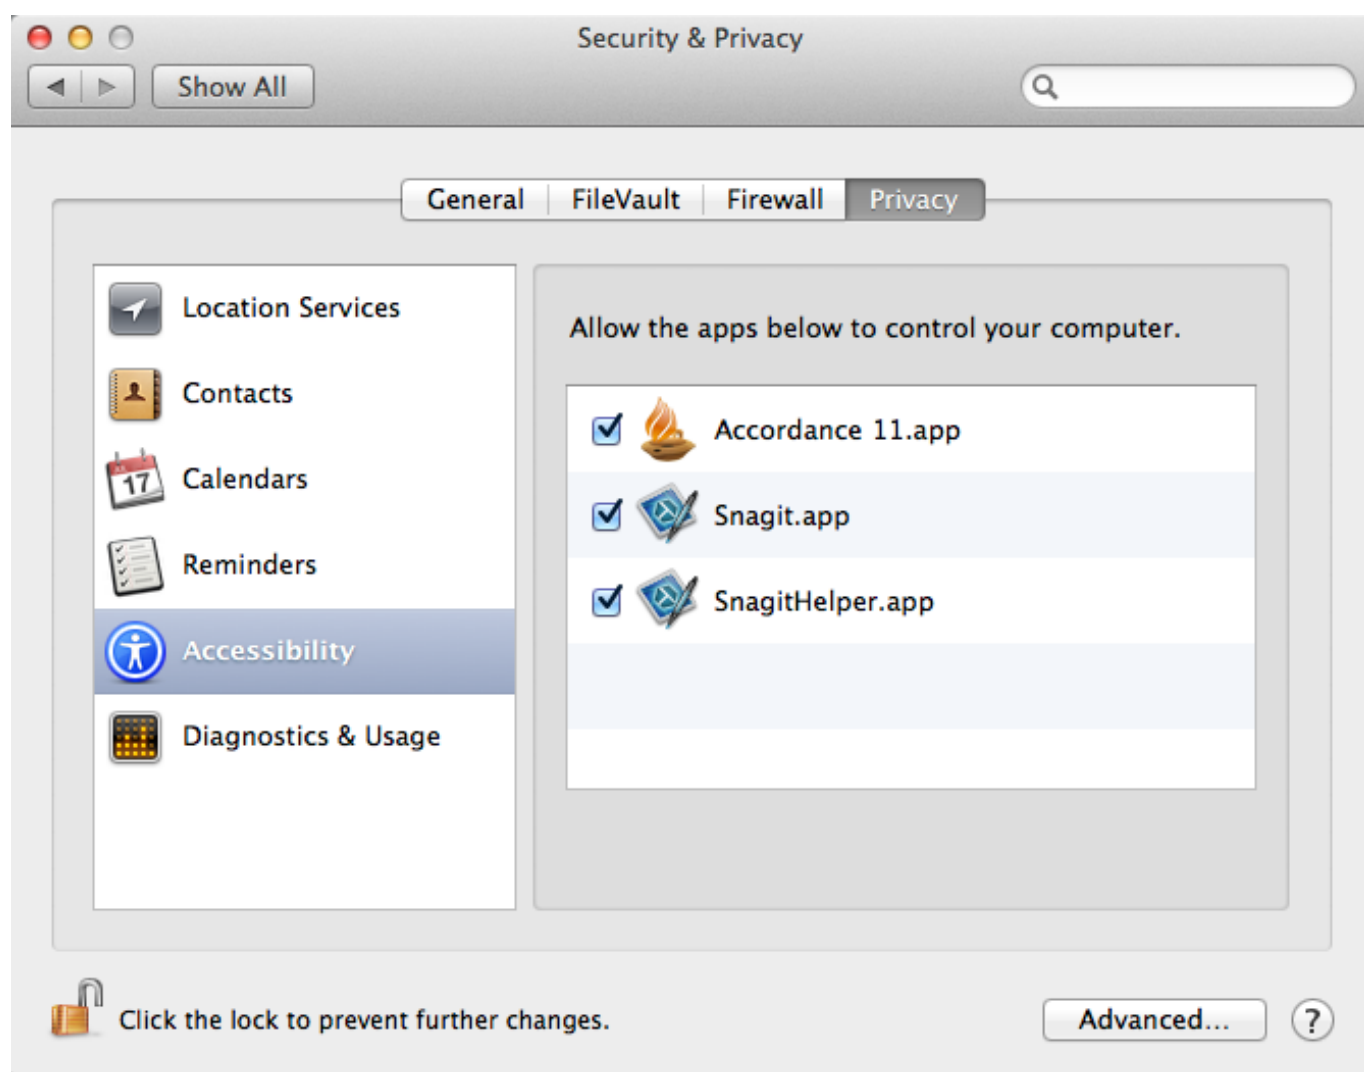 Security & Privacy
Show All
General FileVault Firewall Privacy
Location Services
Contacts
Calendars
17
Reminders
Accessibility
Diagnostics & Usage
Allow the apps below to control your computer.
Accordance 11.app
Snagit.app
SnagitHelper.app
Click the lock to prevent further changes.
Advanced... ?